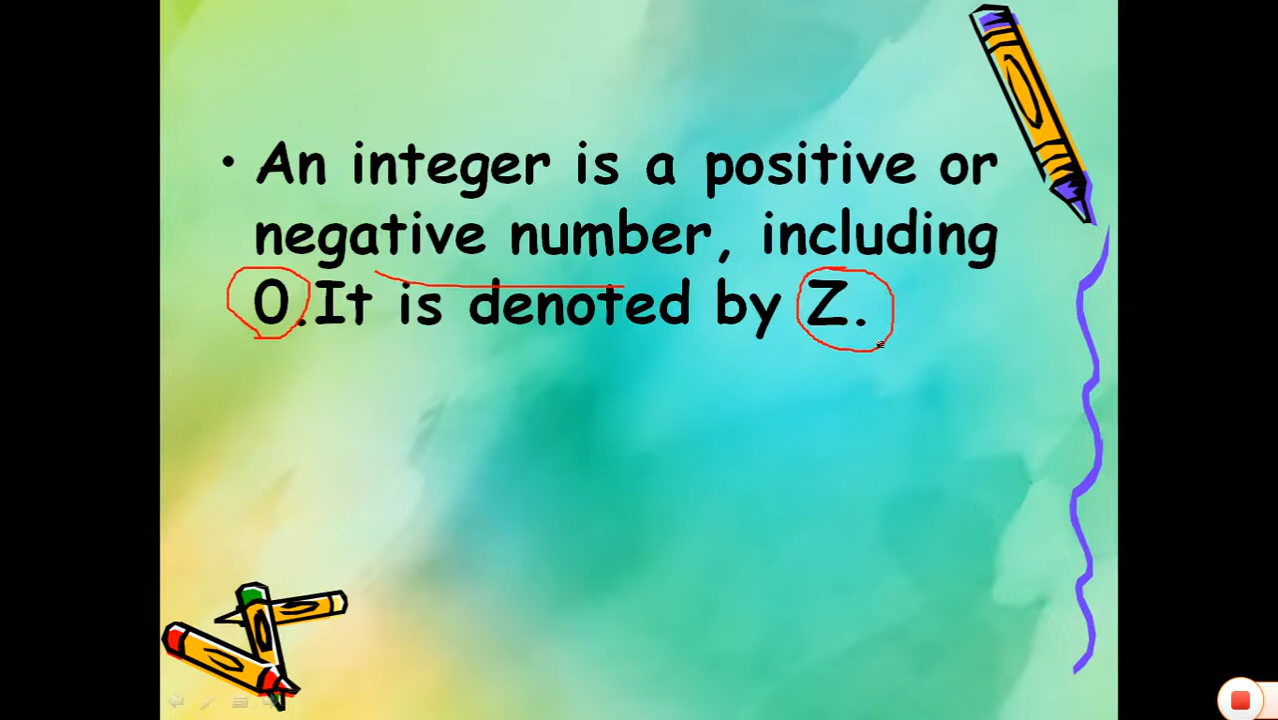 • An integer is a positive or
negative number, including
0.It is denoted by Z.